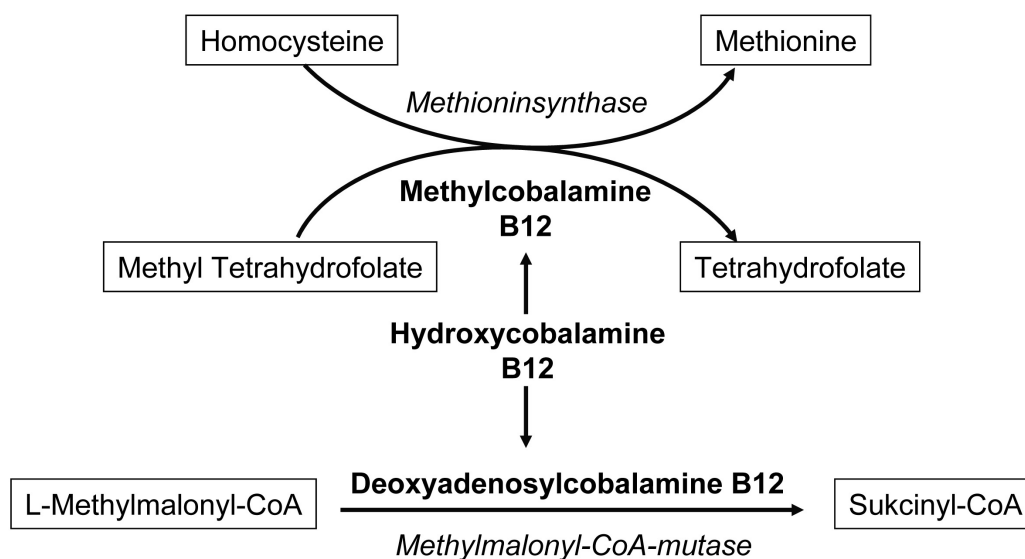 Homocysteine
Methionine
Methioninsynthase
Methylcobalamine
B12
Methyl Tetrahydrofolate
Tetrahydrofolate
Hydroxycobalamine
B12
Deoxyadenosylcobalamine B12
L-Methylmalonyl-CoA
Sukcinyl-CoA
Methylmalonyl-CoA-mutase